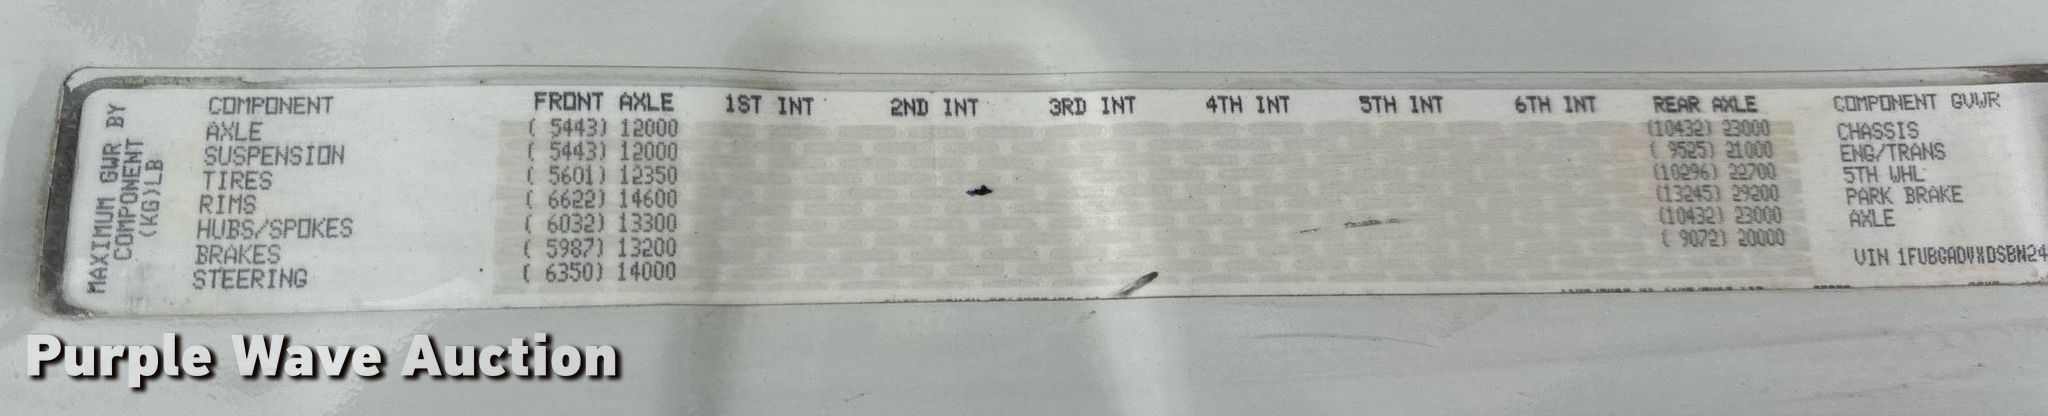 MAXIMUM GWR BY
COMPONENT
(KG)LB
COMPONENT FRONT AXLE 1ST INT 2ND INT 3RD INT 4TH INT 5TH INT 6TH INT REAR AXLE COMPONENT GVWR
AXLE ( 5443) 12000 (10432) 23000 CHASSIS
SUSPENSION ( 5443) 12000 ( 9525) 21000 ENG/TRANS
TIRES ( 5601) 12350 (10296) 22700 5TH WHL
RIMS ( 6622) 14600 (13245) 29200 PARK BRAKE
HUBS/SPOKES ( 6032) 13300 (10432) 23000 AXLE
BRAKES ( 5987) 13200 ( 9072) 20000
STEERING ( 6350) 14000 VIN
Purple Wave Auction